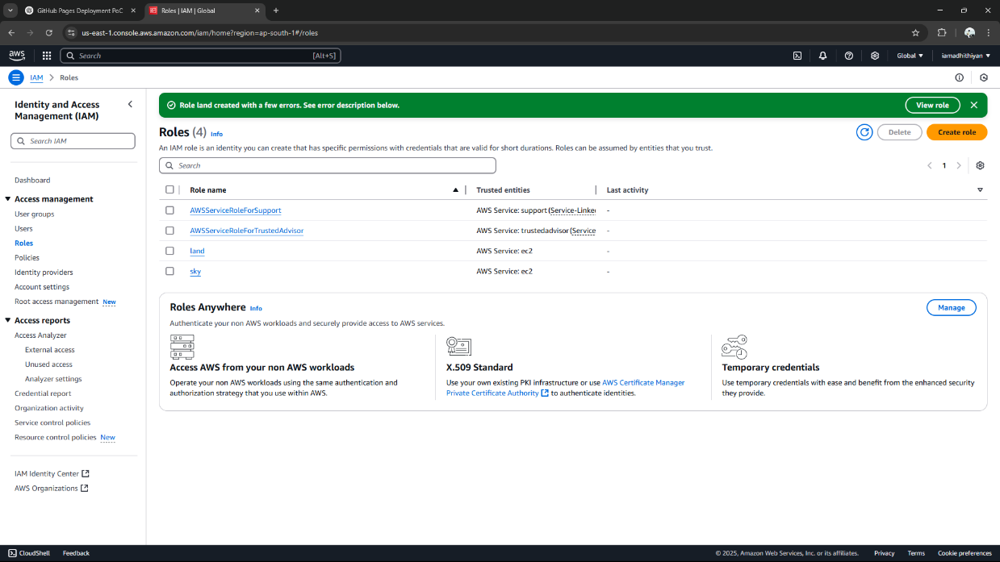 GitHub Pages Deployment PoC
Roles | IAM | Global
us-east-1.console.aws.amazon.com/iam/home?region=ap-south-1#/roles
aws
Search
[Alt+S]
Global
iamadhithiyan
IAM
Roles
Identity and Access
Management (IAM)
Search IAM
Dashboard
Access management
User groups
Users
Roles
Policies
Identity providers
Account settings
Root access management New
Access reports
Access Analyzer
External access
Unused access
Analyzer settings
Credential report
Organization activity
Service control policies
Resource control policies New
IAM Identity Center
AWS Organizations
Role land created with a few errors. See error description below.
View role
Roles (4) Info
Delete
Create role
An IAM role is an identity you can create that has specific permissions with credentials that are valid for short durations. Roles can be assumed by entities that you trust.
Search
1
Role name
Trusted entities
Last activity
AWSServiceRoleForSupport
AWS Service: support (Service-Linke
-
AWSServiceRoleForTrustedAdvisor
AWS Service: trustedadvisor (Service
-
land
AWS Service: ec2
-
sky
AWS Service: ec2
-
Roles Anywhere Info
Manage
Authenticate your non AWS workloads and securely provide access to AWS services.
Access AWS from your non AWS workloads
Operate your non AWS workloads using the same authentication and
authorization strategy that you use within AWS.
X.509 Standard
Use your own existing PKI infrastructure or use AWS Certificate Manager
Private Certificate Authority to authenticate identities.
Temporary credentials
Use temporary credentials with ease and benefit from the enhanced security
they provide.
CloudShell
Feedback
© 2025, Amazon Web Services, Inc. or its affiliates.
Privacy
Terms
Cookie preferences